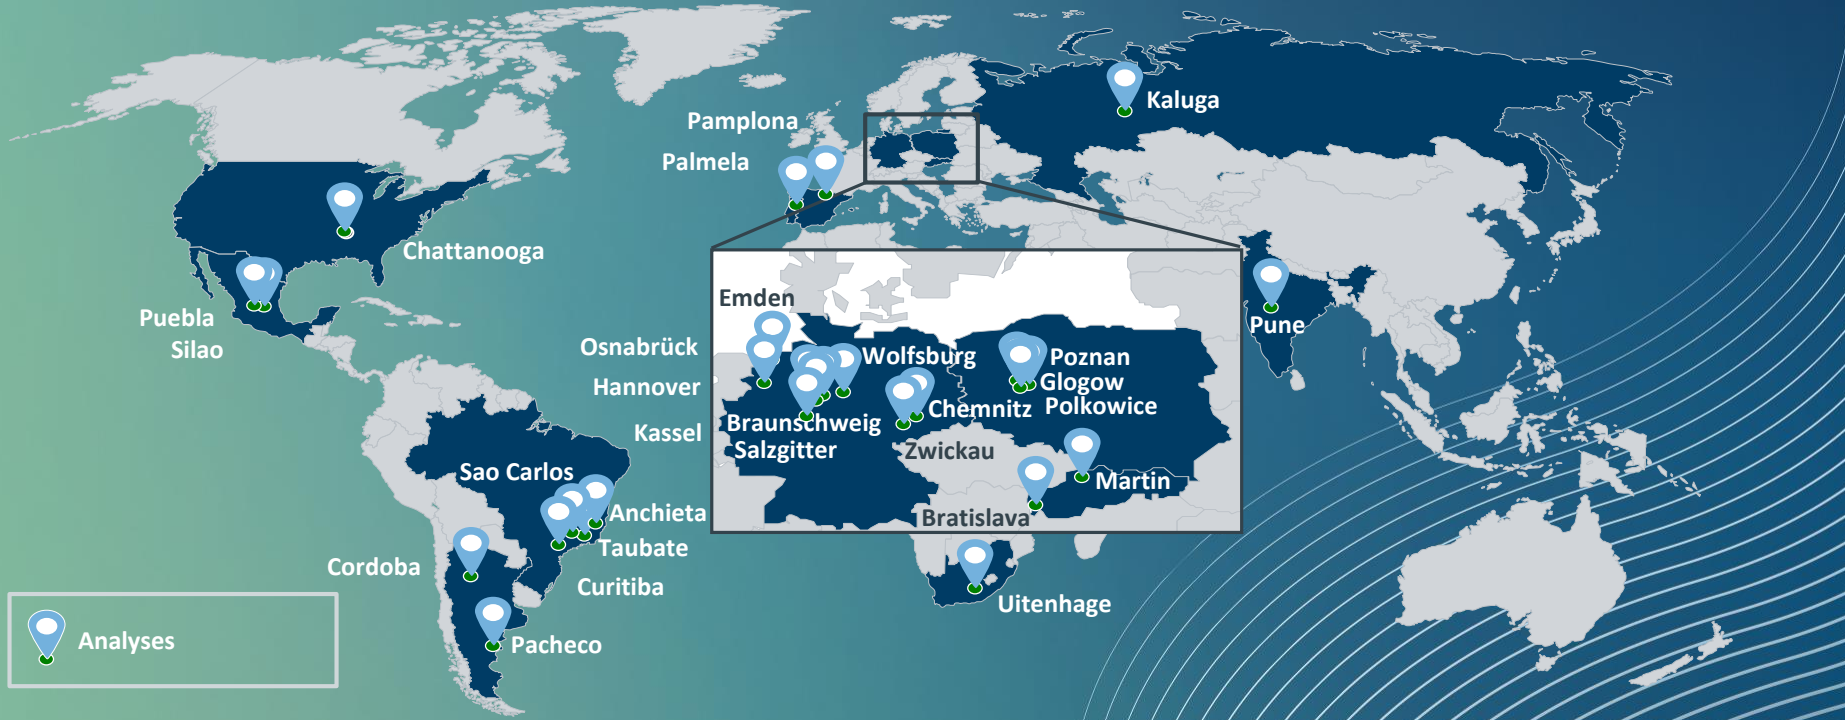 Kaluga
Pamplona
Palmela
Chattanooga
Puebla
Silao
Pune
Emden
Osnabrück
Wolfsburg
Poznan
Hannover
Glogow
Chemnitz
Polkowice
Braunschweig
Kassel
Salzgitter
Zwickau
Martin
Bratislava
Sao Carlos
Anchieta
Taubate
Cordoba
Curitiba
Uitenhage
Pacheco
Analyses